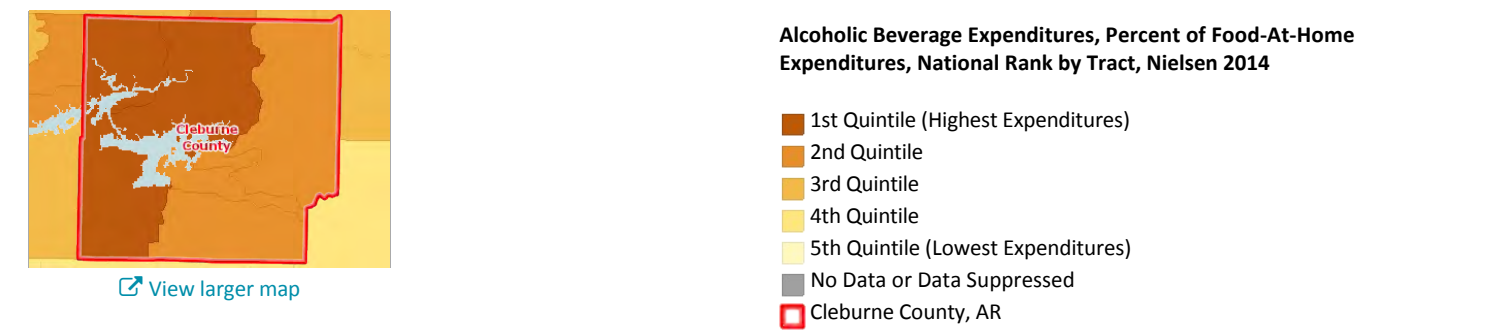 Cleburne
County
View larger map
Alcoholic Beverage Expenditures, Percent of Food-At-Home
Expenditures, National Rank by Tract, Nielsen 2014
1st Quintile (Highest Expenditures)
2nd Quintile
3rd Quintile
4th Quintile
5th Quintile (Lowest Expenditures)
No Data or Data Suppressed
Cleburne County, AR